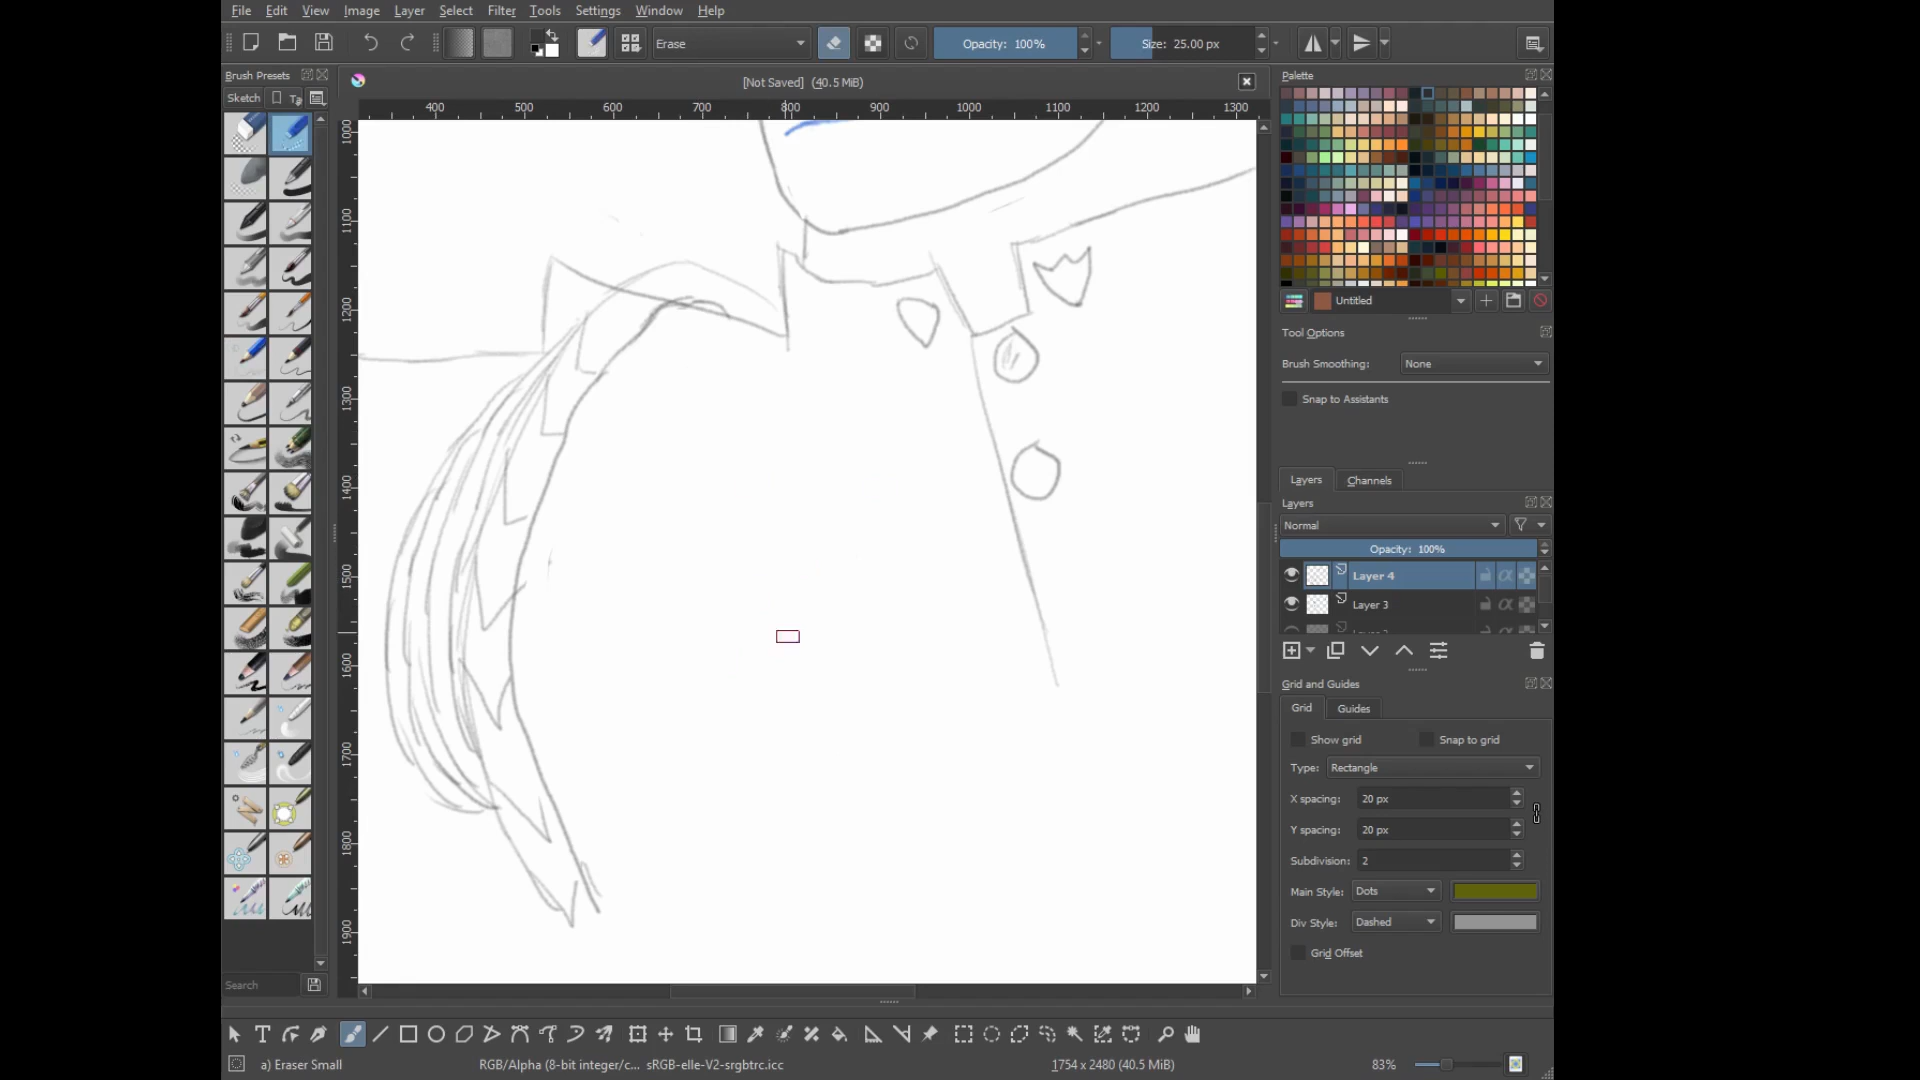 File Edit View Image Layer Select Filter Tools Settings Window Help
Erase Opacity: 100% Size: 25.00 px
Brush Presets
Sketch
[Not Saved] (40.5 MiB)
400 500 600 700 800 900 1000 1100 1200 1300
1000
1100
1200
1300
1400
1500
1600
1700
1800
1900
Palette
Untitled
Tool Options
Brush Smoothing: None
Snap to Assistants
Layers Channels
Layers
Normal
Opacity: 100%
Layer 4
Layer 3
Grid and Guides
Grid Guides
Show grid Snap to grid
Type: Rectangle
X spacing: 20 px
Y spacing: 20 px
Subdivision: 2
Main Style: Dots
Div Style: Dashed
Grid Offset
Search
a) Eraser Small RGB/Alpha (8-bit integer/c... sRGB-elle-V2-srgbtrc.icc 1754 x 2480 (40.5 MiB) 83%